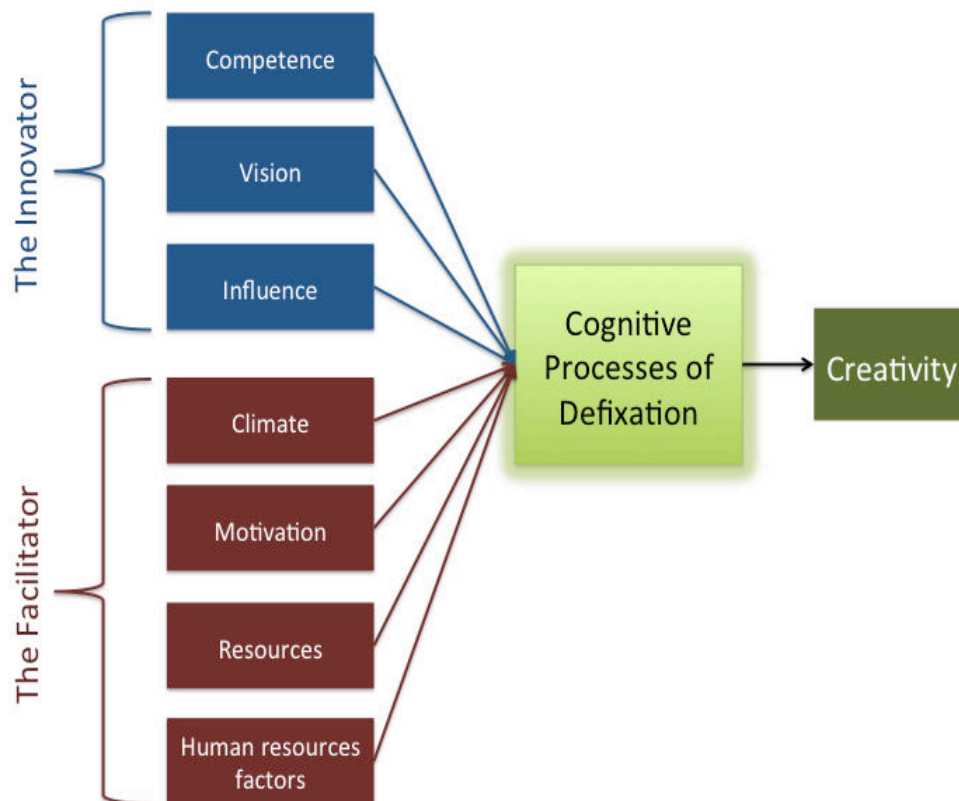 The Innovator
Competence
Vision
Influence
The Facilitator
Climate
Motivation
Resources
Human resources
factors
Cognitive
Processes of
Defixation
Creativity